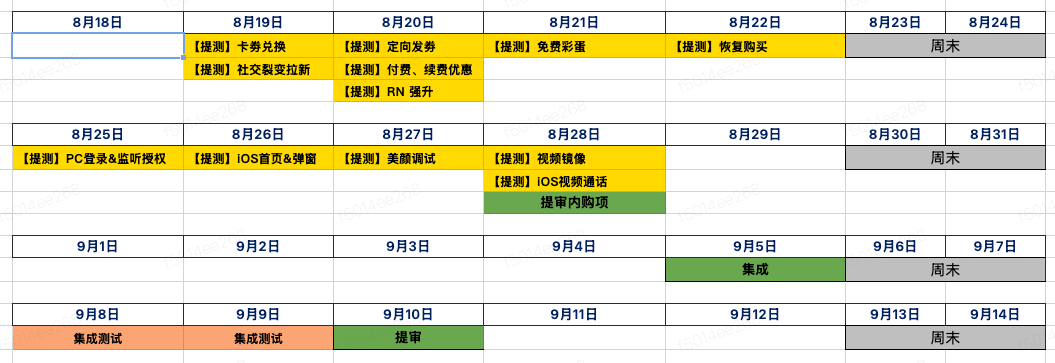 8月18日 8月19日 8月20日 8月21日 8月22日 8月23日 8月24日
【提测】卡券兑换 【提测】定向发券 【提测】免费彩蛋 【提测】恢复购买 周末
【提测】社交裂变拉新 【提测】付费、续费优惠
【提测】RN 强升
8月25日 8月26日 8月27日 8月28日 8月29日 8月30日 8月31日
【提测】PC登录&监听授权 【提测】iOS首页&弹窗 【提测】美颜调试 【提测】视频镜像 周末
【提测】iOS视频通话
提审内购项
9月1日 9月2日 9月3日 9月4日 9月5日 9月6日 9月7日
集成 周末
9月8日 9月9日 9月10日 9月11日 9月12日 9月13日 9月14日
集成测试 集成测试 提审 周末